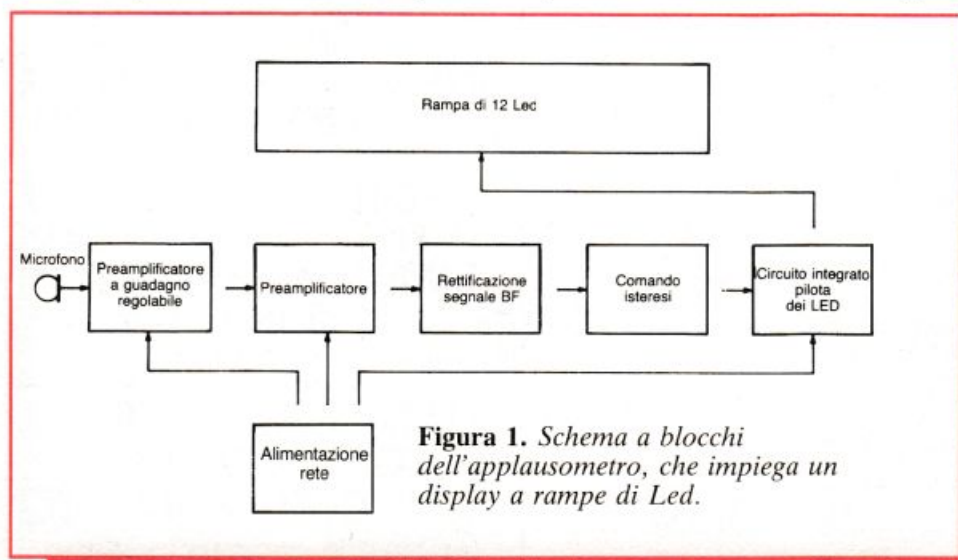 Rampa di 12 Led
Microfono
Preamplificatore
a guadagno
regolabile
Preamplificatore
Rettificazione
segnale BF
Comando
isteresi
Circuito integrato
pilota
dei LED
Alimentazione
rete
Figura 1. Schema a blocchi
dell'applausometro, che impiega un
display a rampe di Led.